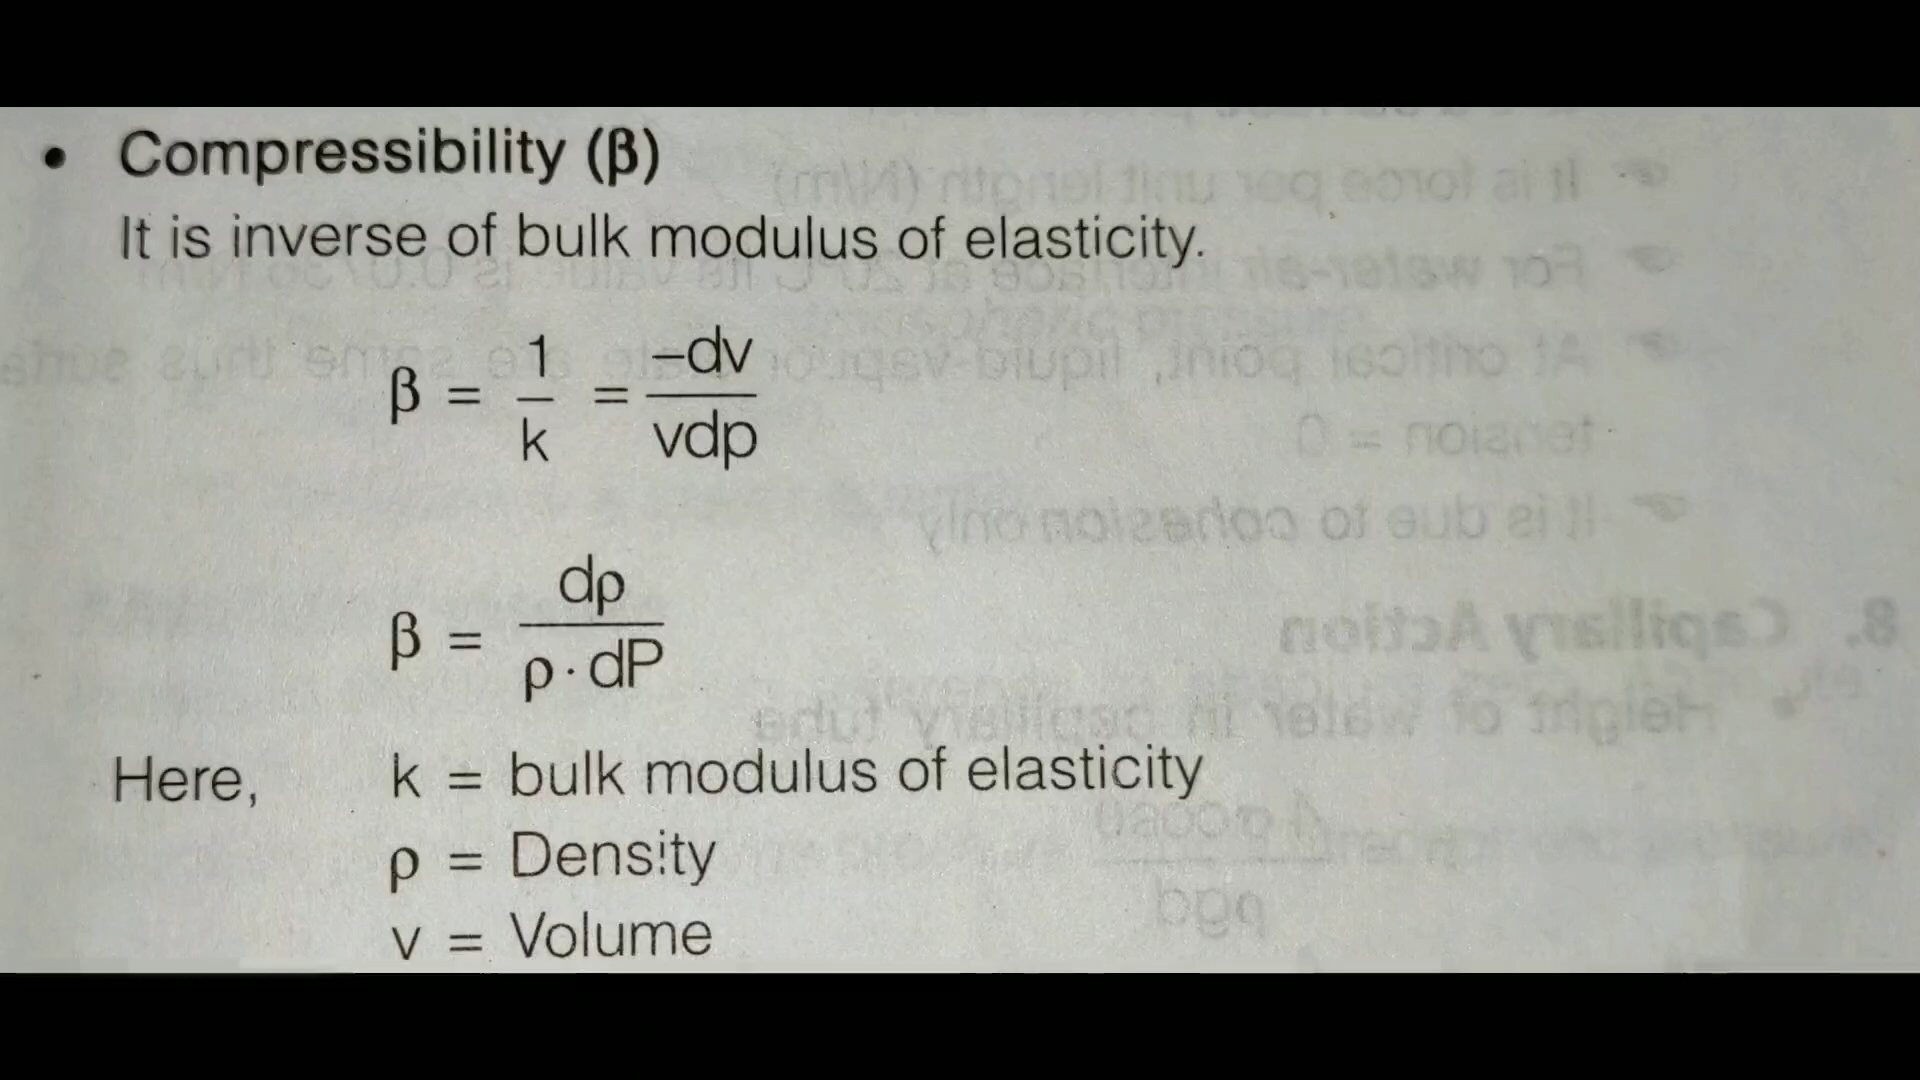 • Compressibility (β)
It is inverse of bulk modulus of elasticity.
β = 1/k = -dv/vdp
β = dρ/ρ·dP
Here, k = bulk modulus of elasticity
ρ = Density
v = Volume